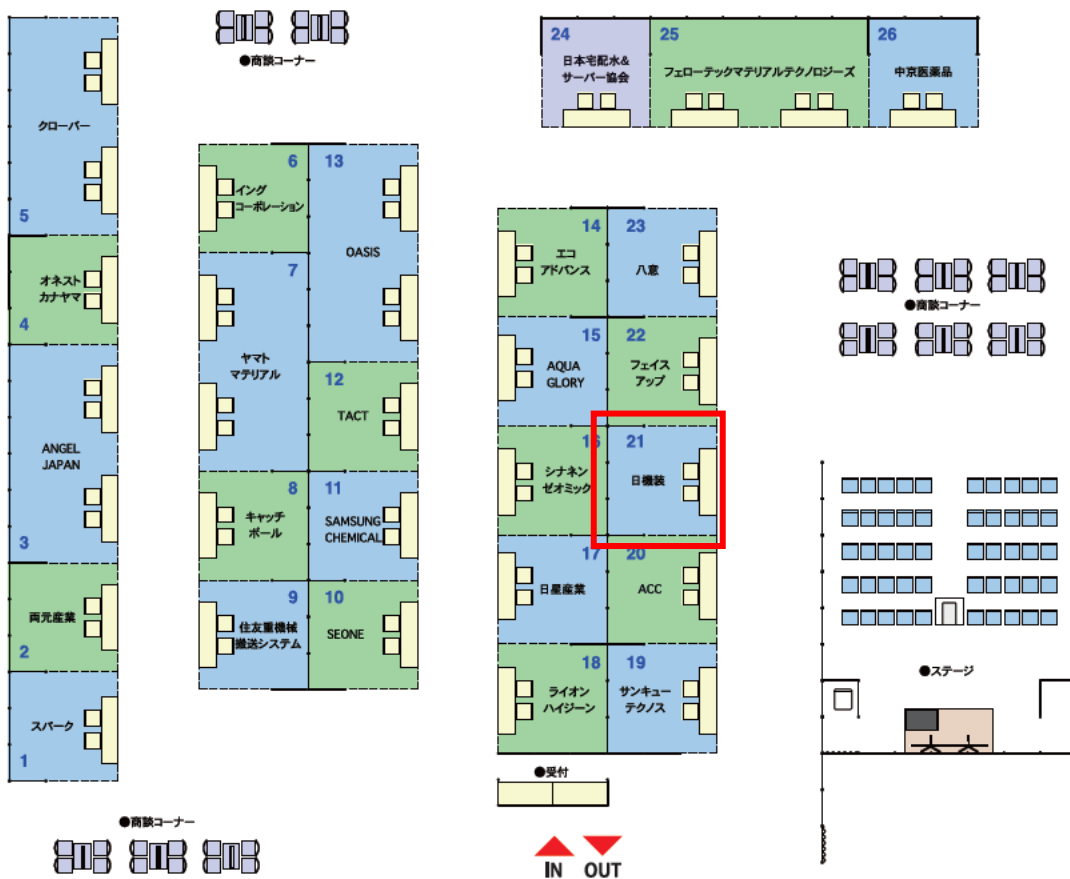 ●商談コーナー
24
日本宅配水&
サーバー協会
25
フェローテックマテリアルテクノロジーズ
26
中京医薬品
クローバー
5
オネスト
カナヤマ
4
ANGEL
JAPAN
3
両元産業
2
スパーク
1
6
イング
コーポレーション
13
OASIS
7
ヤマト
マテリアル
12
TACT
8
キャッチ
ボール
11
SAMSUNG
CHEMICAL
9
住友重機械
搬送システム
10
SEONE
14
エコ
アドバンス
23
八意
15
AQUA
GLORY
22
フェイス
アップ
16
シナネン
ゼオミック
21
日機装
17
日星産業
20
ACC
18
ライオン
ハイジーン
19
サンキュー
テクノス
●商談コーナー
●ステージ
●受付
●商談コーナー
IN OUT